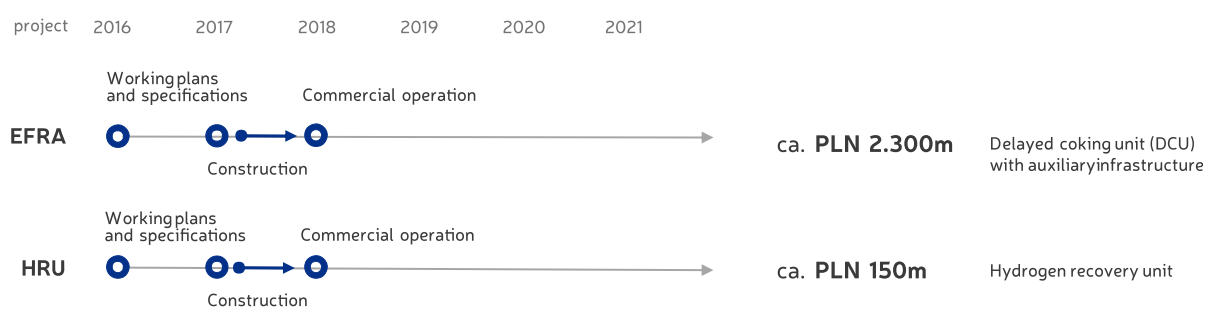 project 2016 2017 2018 2019 2020 2021
Working plans
and specifications
Commercial operation
EFRA
Construction
ca. PLN 2.300m
Delayed coking unit (DCU)
with auxiliaryinfrastructure
Working plans
and specifications
Commercial operation
HRU
Construction
ca. PLN 150m
Hydrogen recovery unit